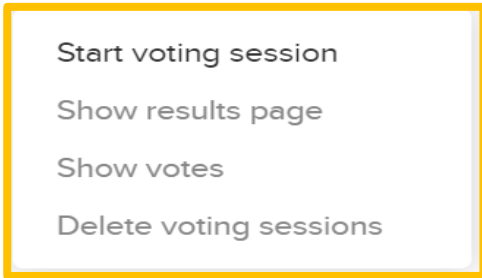 Start voting session
Show results page
Show votes
Delete voting sessions